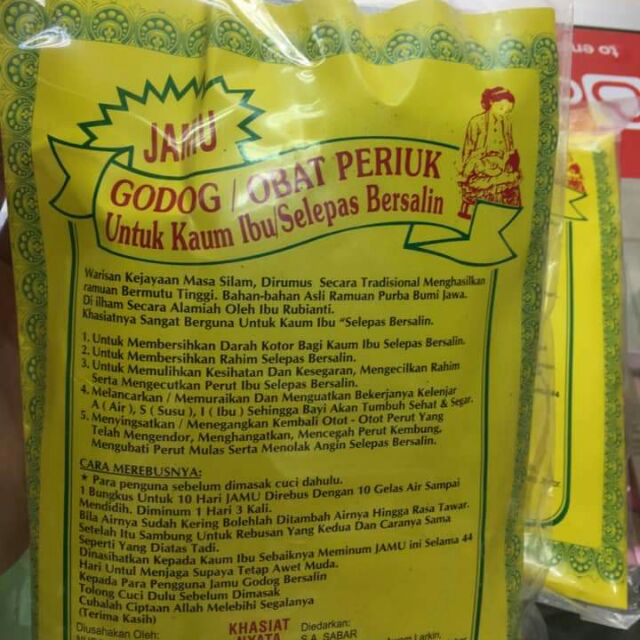 JAMU
GODOG / OBAT PERIUK
Untuk Kaum Ibu/Selepas Bersalin
Warisan Kejayaan Masa Silam, Dirumus Secara Tradisional Menghasilkan
ramuan Bermutu Tinggi. Bahan-bahan Asli Ramuan Purba Bumi Jawa.
Di ilham Secara Alamiah Oleh Ibu Rubianti.
Khasiatnya Sangat Berguna Untuk Kaum Ibu "Selepas Bersalin.
1. Untuk Membersihkan Darah Kotor Bagi Kaum Ibu Selepas Bersalin.
2. Untuk Membersihkan Rahim Selepas Bersalin.
3. Untuk Memulihkan Kesihatan Dan Kesegaran, Mengecilkan Rahim
Serta Mengecutkan Perut Ibu Selepas Bersalin.
4. Melancarkan / Memuraikan Dan Menguatkan Bekerjanya Kelenjar
A ( Air ), S ( Susu ), I ( Ibu ) Sehingga Bayi Akan Tumbuh Sehat & Segar.
5. Menyingsatkan / Menegangkan Kembali Otot - Otot Perut Yang
Telah Mengendor, Menghangatkan, Mencegah Perut Kembung,
Mengubati Perut Mulas Serta Menolak Angin Selepas Bersalin.
CARA MEREBUSNYA:
* Para penguna sebelum dimasak cuci dahulu.
1 Bungkus Untuk 10 Hari JAMU Direbus Dengan 10 Gelas Air Sampai
Mendidih. Diminum 1 Hari 3 Kali.
Bila Airnya Sudah Kering Bolehlah Ditambah Airnya Hingga Rasa Tawar.
Setelah Itu Sambung Untuk Rebusan Yang Kedua Dan Caranya Sama
Seperti Yang Diatas Tadi.
Dinasihatkan Kepada Kaum Ibu Sebaiknya Meminum JAMU ini Selama 44
Hari Untul Menjaga Supaya Tetap Awet Muda.
Kepada Para Pengguna Jamu Godog Bersalin
Tolong Cuci Dulu Sebelum Dimasak
Cubalah Ciptaan Allah Melebihi Segalanya
(Terima Kasih)
Diusahakan Oleh:
KHASIAT
Diedarkan:
NYATA
S.A. SABAR
Larkin,